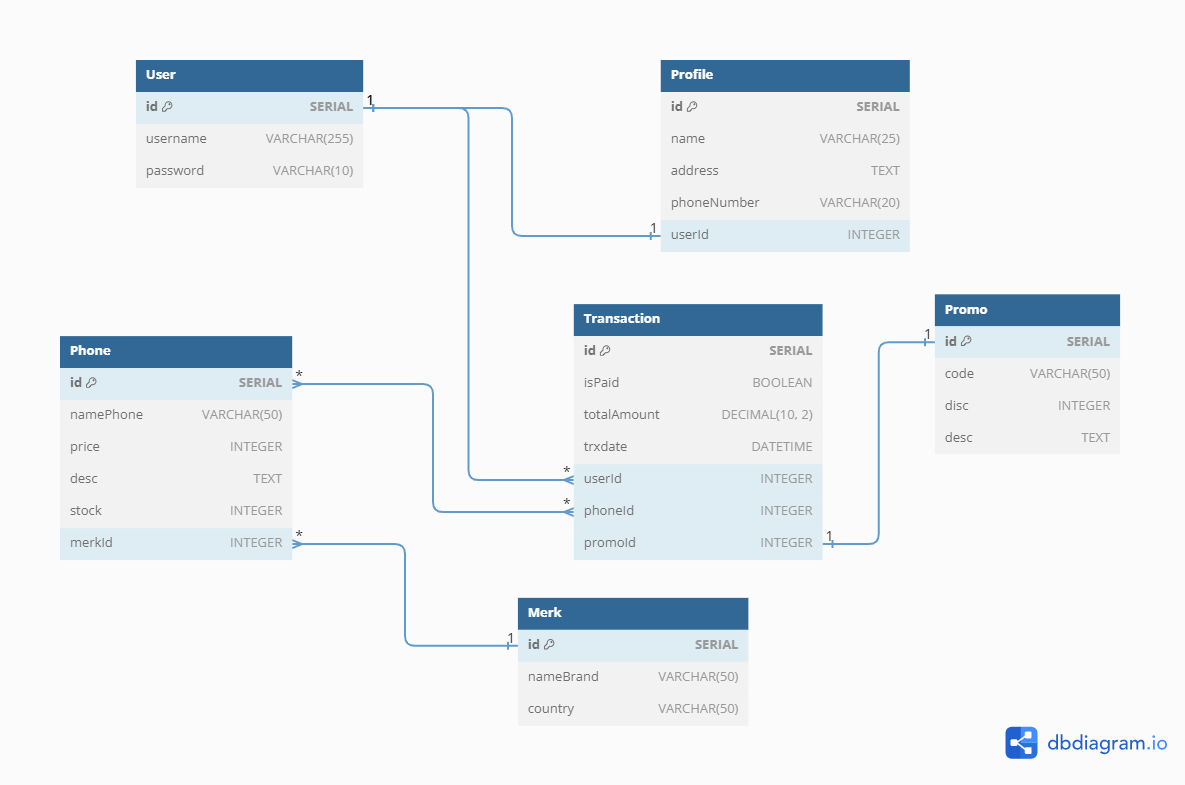 User
id SERIAL
username VARCHAR(255)
password VARCHAR(10)
1
Profile
id SERIAL
name VARCHAR(25)
address TEXT
phoneNumber VARCHAR(20)
1 userId INTEGER
Phone
id SERIAL *
namePhone VARCHAR(50)
price INTEGER
desc TEXT
stock INTEGER
merkId INTEGER *
Transaction
id SERIAL
isPaid BOOLEAN
totalAmount DECIMAL(10, 2)
trxdate DATETIME
* userId INTEGER
* phoneId INTEGER
promoId INTEGER 1
Promo
1 id SERIAL
code VARCHAR(50)
disc INTEGER
desc TEXT
Merk
1 id SERIAL
nameBrand VARCHAR(50)
country VARCHAR(50)
dbdiagram.io